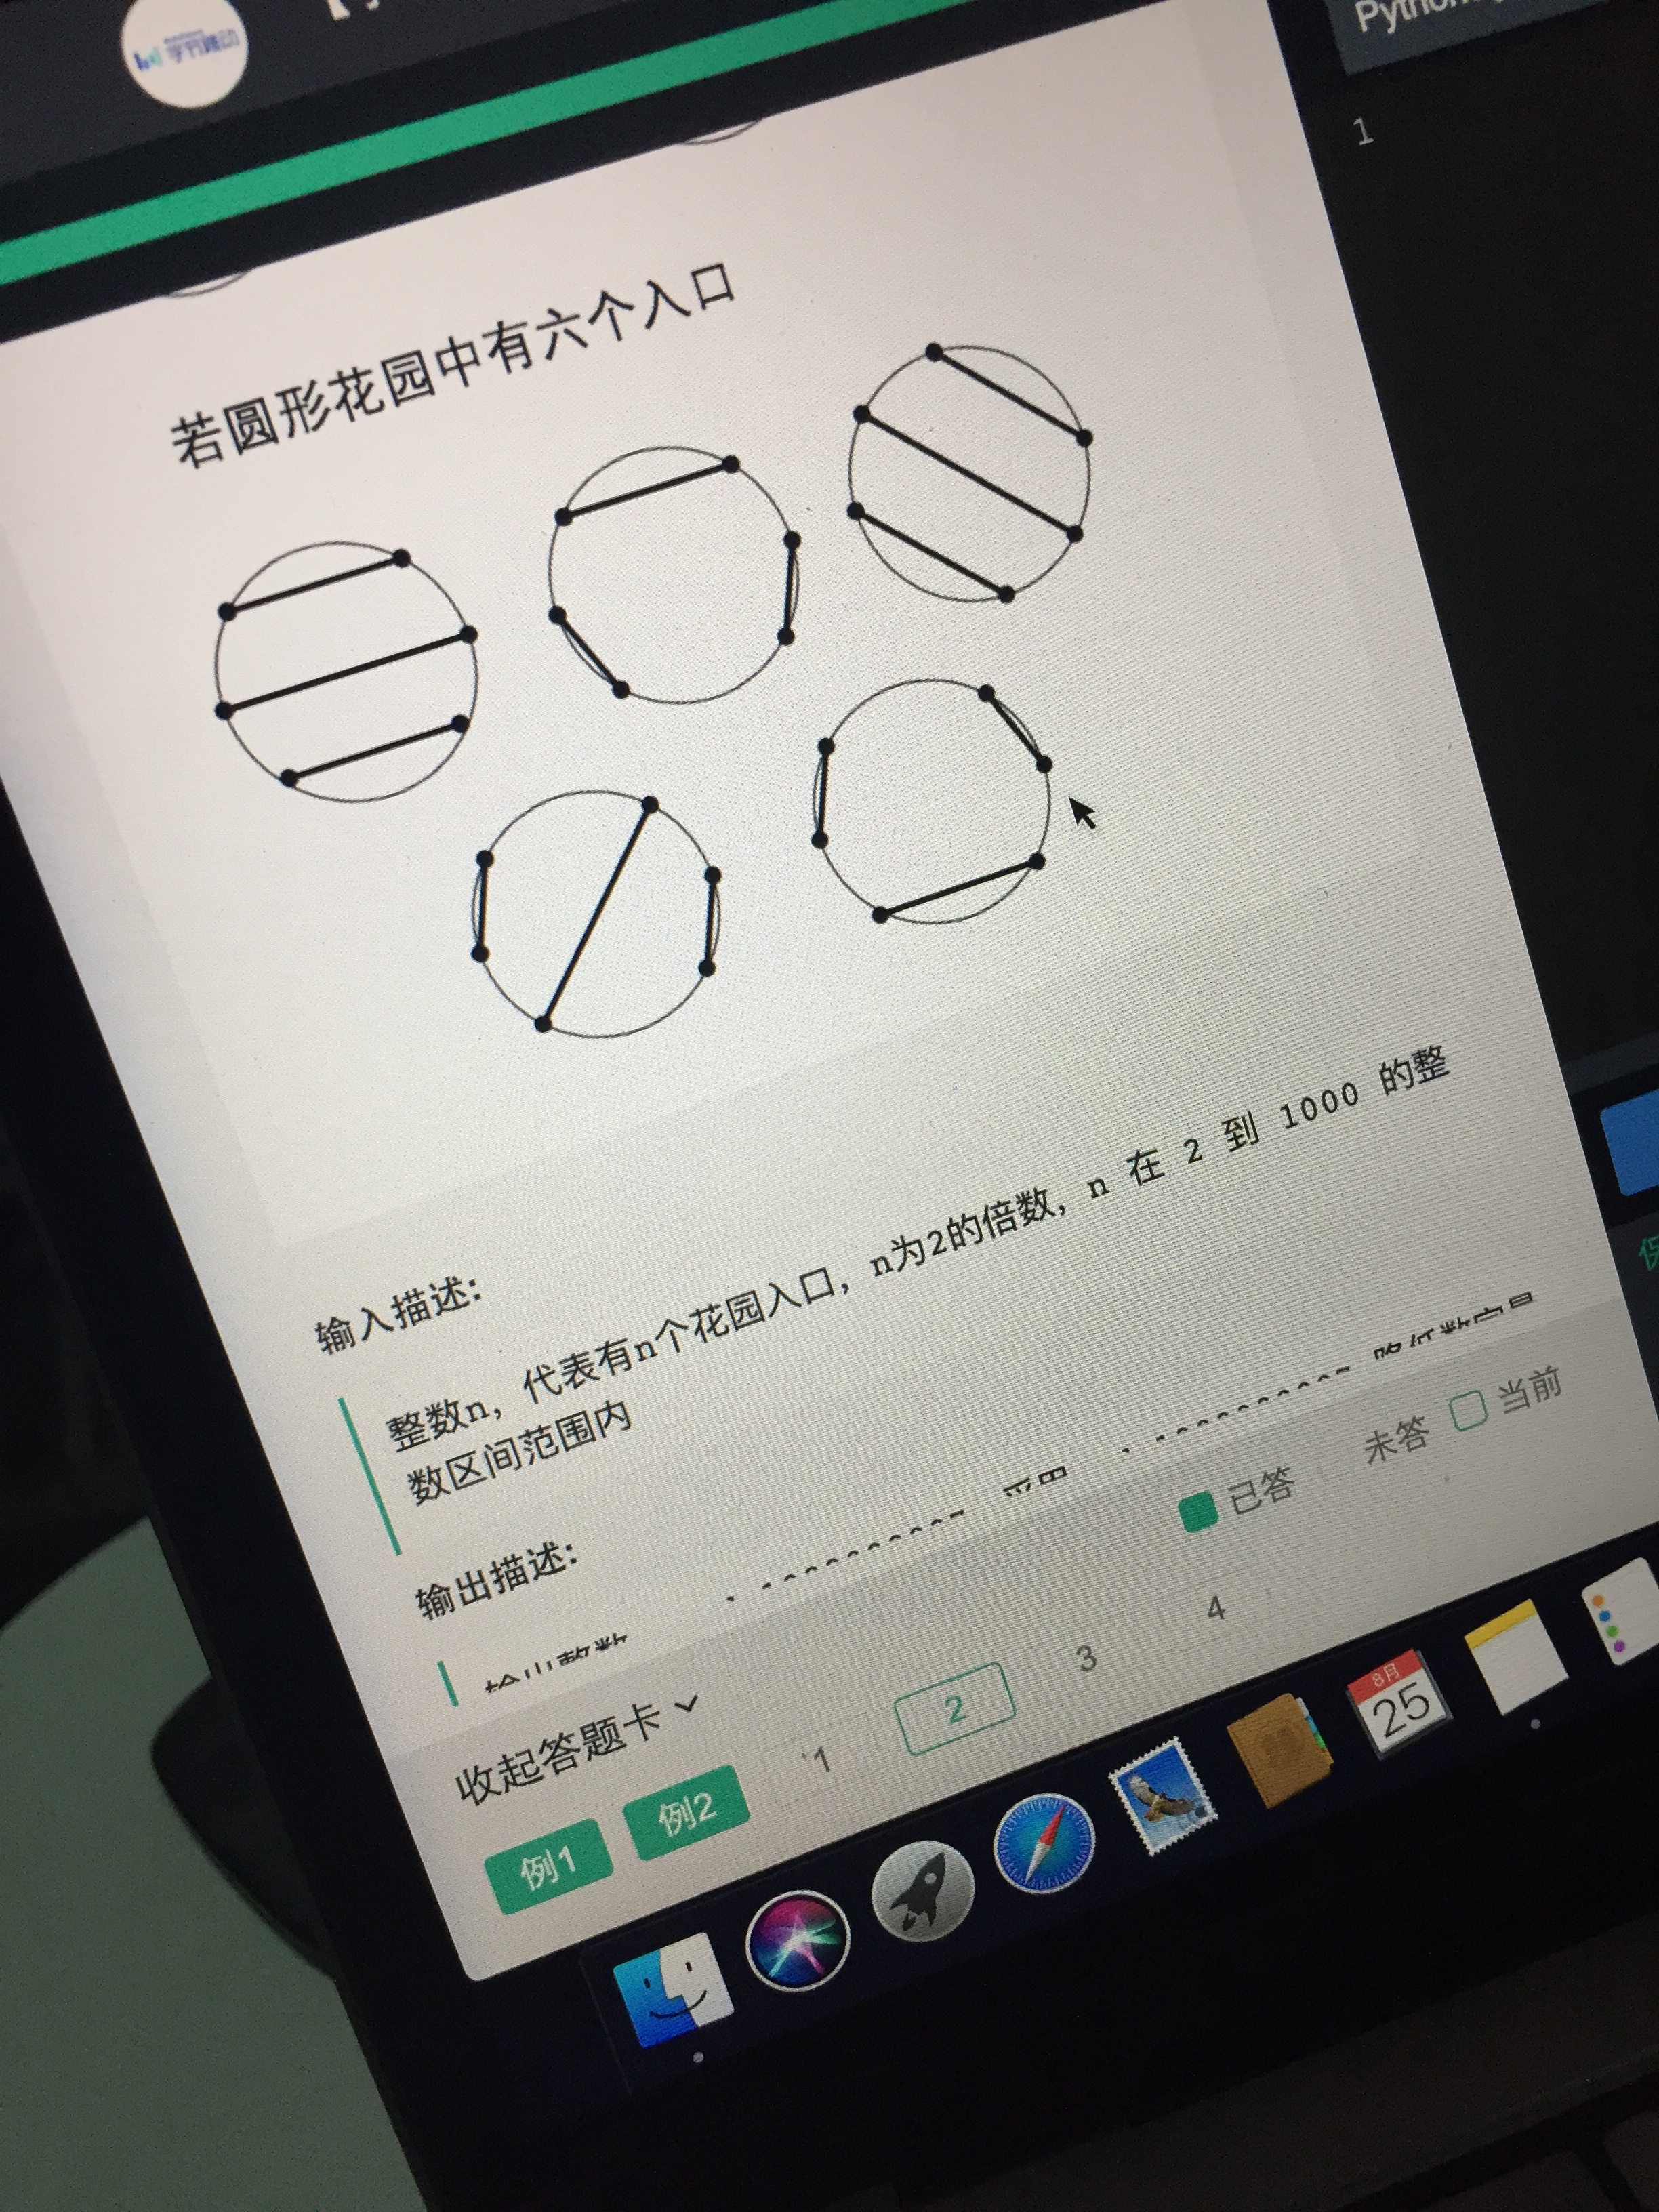 字节跳动
Python
1
若圆形花园中有六个入口
输入描述:
整数n，代表有n个花园入口，n为2的倍数，n 在 2 到 1000 的整
数区间范围内
输出描述:
输出整数
已答 未答 当前
收起答题卡
例1 例2 1 2 3 4
8月
25